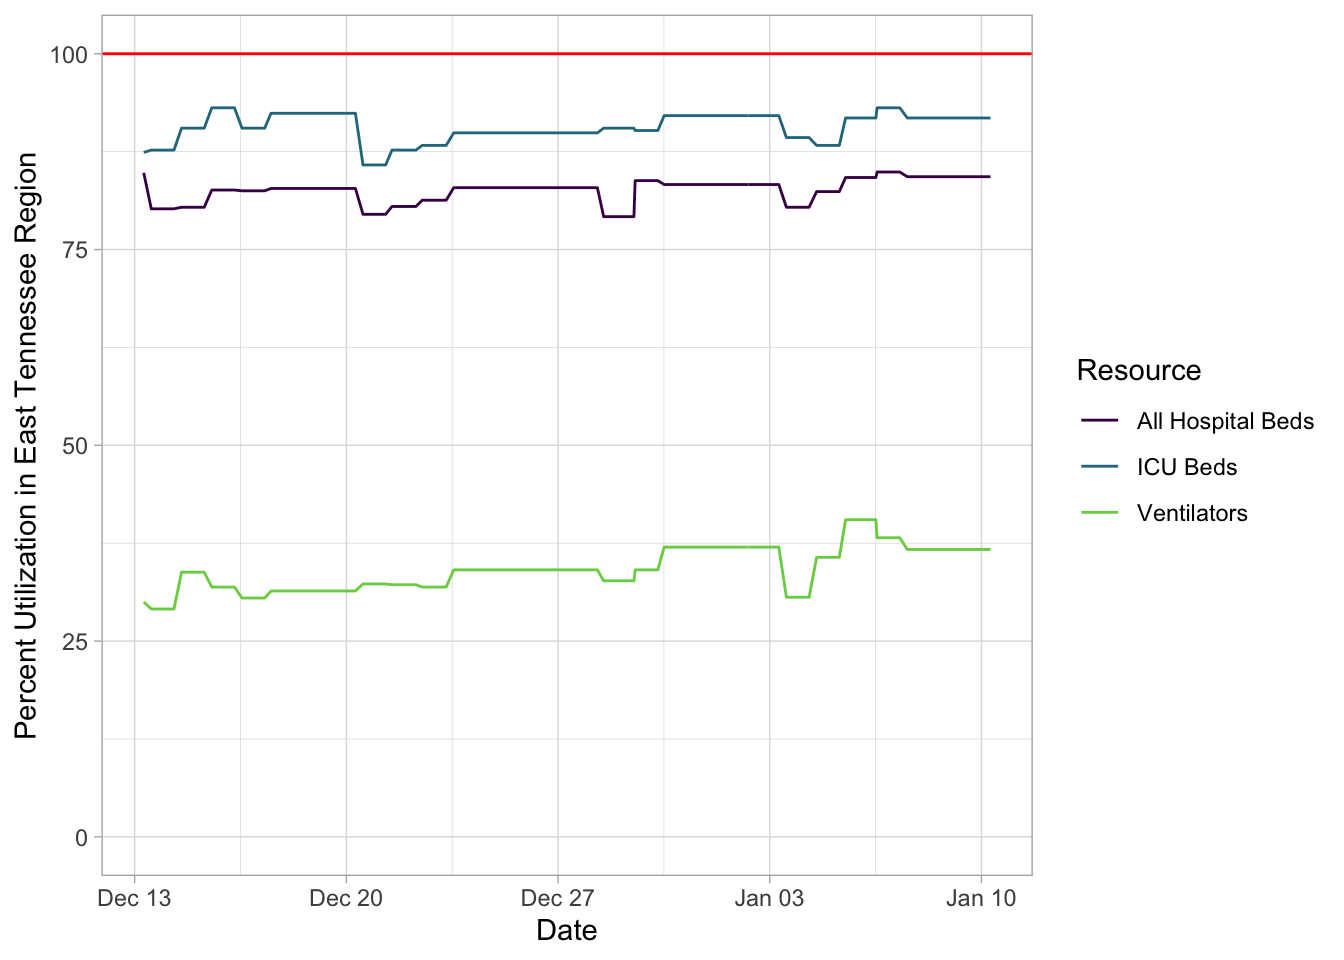 Percent Utilization in East Tennessee Region
100
75
50
25
0
Dec 13
Dec 20
Dec 27
Jan 03
Jan 10
Date
Resource
All Hospital Beds
ICU Beds
Ventilators